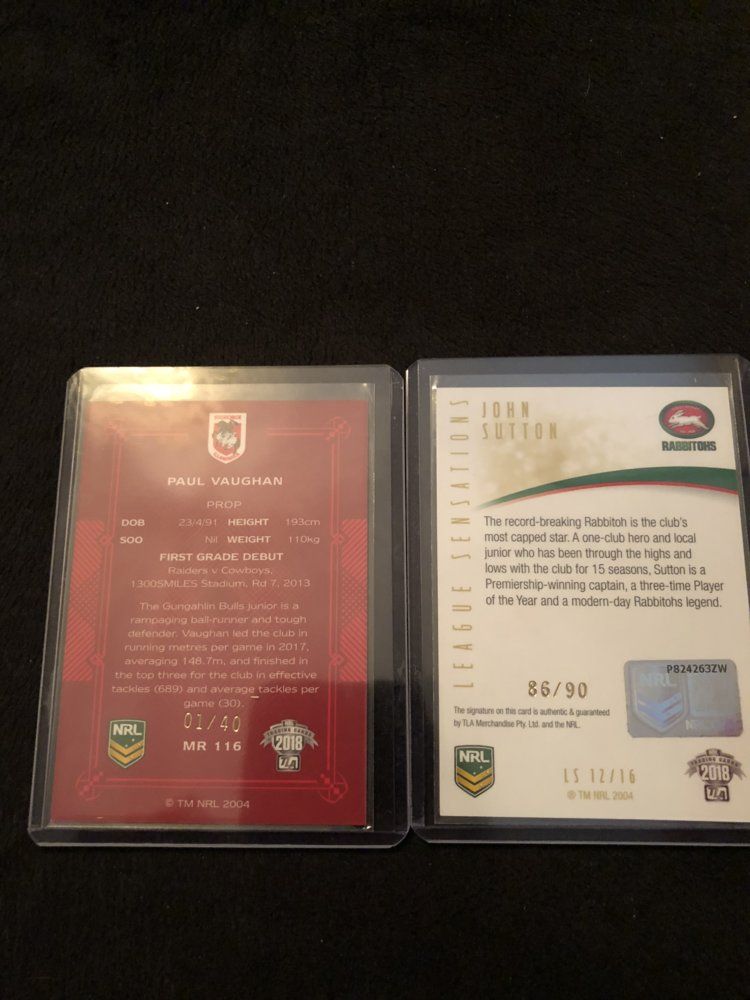 PAUL VAUGHAN
PROP
DOB 23/4/91 HEIGHT 193cm
SOO Nil WEIGHT 110kg
FIRST GRADE DEBUT
Raiders v Cowboys,
1300SMILES Stadium, Rd 7, 2013
The Gungahlin Bulls junior is a
rampaging ball-runner and tough
defender. Vaughan led the club in
running metres per game in 2017,
averaging 148.7m, and finished in
the top three for the club in effective
tackles (689) and average tackles per
game (30).
01/40
NRL
MR 116
2018
TLA
© TM NRL 2004
LEAGUE SENSATIONS
JOHN
SUTTON
RABBITOHS
The record-breaking Rabbitoh is the club's
most capped star. A one-club hero and local
junior who has been through the highs and
lows with the club for 15 seasons, Sutton is a
Premiership-winning captain, a three-time Player
of the Year and a modern-day Rabbitohs legend.
86/90
P824263ZW
NRL
The signature on this card is authentic & guaranteed
by TLA Merchandise Pty. Ltd. and the NRL.
NRL
LS 12/16
® TM NRL 2004
TRADING CARDS
2018
TLA